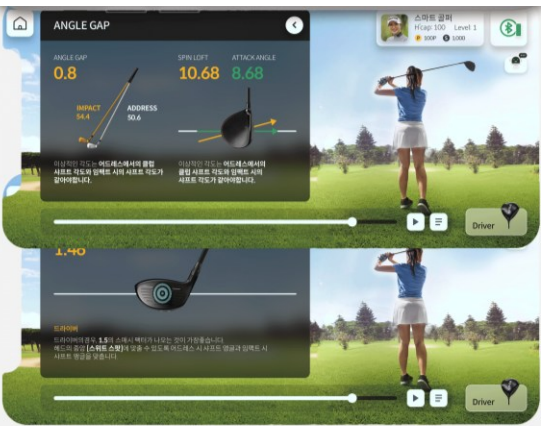 ANGLE GAP
스마트 골퍼
H'cap 100 Level 1
P 100P S 1000
ANGLE GAP
0.8
SPIN LOFT
10.68
ATTACK ANGLE
8.68
IMPACT
54.4
ADDRESS
50.6
이상적인 각도는 어드레스에서의 클럽
샤프트 각도와 임팩트 시의 샤프트 각도가
같아야합니다.
이상적인 각도는 어드레스에서의
클럽 샤프트 각도와 임팩트 시의
샤프트 각도가 같아야합니다.
Driver
1.46
드라이버
드라이버의 경우, 1.5의 스매시 팩터가 나오는 것이 가장좋습니다.
헤드의 중앙 (스위트 스팟)에 맞출 수 있도록 어드레스 시 샤프트 앵글과 임팩트 시
샤프트 앵글을 맞춥니다.
Driver